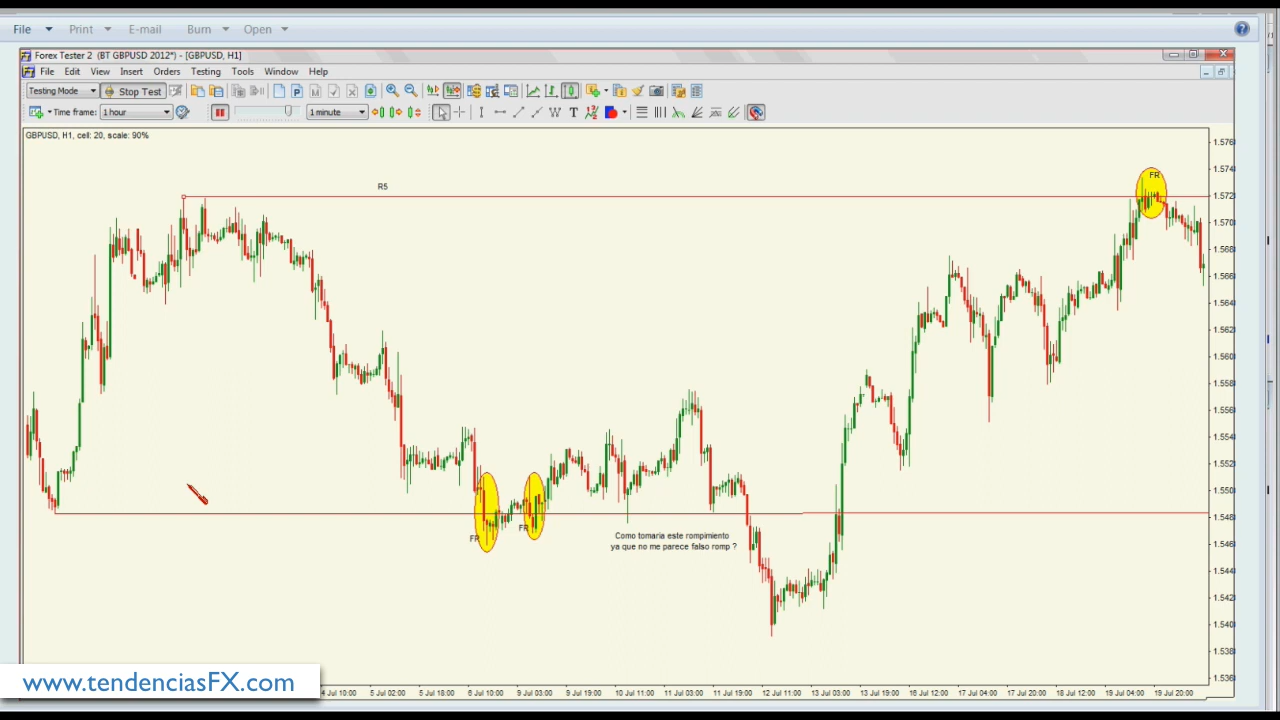 File Print E-mail Burn Open
Forex Tester 2 (BT GBPUSD 2012*) - [GBPUSD, H1]
File Edit View Insert Orders Testing Tools Window Help
Testing Mode Stop Test
Time frame: 1 hour 1 minute
GBPUSD, H1, cell: 20, scale: 90%
1.576
1.574
FR
R5
1.572
1.570
1.568
1.566
1.564
1.562
1.560
1.558
1.556
1.554
1.552
1.550
1.548
FR
Como tomaria este rompimiento
FR
ya que no me parece falso romp ?
1.546
1.544
1.542
1.540
1.538
1.536
www.tendenciasFX.com
4 Jul 10:00 5 Jul 02:00 5 Jul 18:00 6 Jul 10:00 9 Jul 03:00 9 Jul 19:00 10 Jul 11:00 11 Jul 03:00 11 Jul 19:00 12 Jul 11:00 13 Jul 03:00 13 Jul 19:00 16 Jul 12:00 17 Jul 04:00 17 Jul 20:00 18 Jul 12:00 19 Jul 04:00 19 Jul 20:00